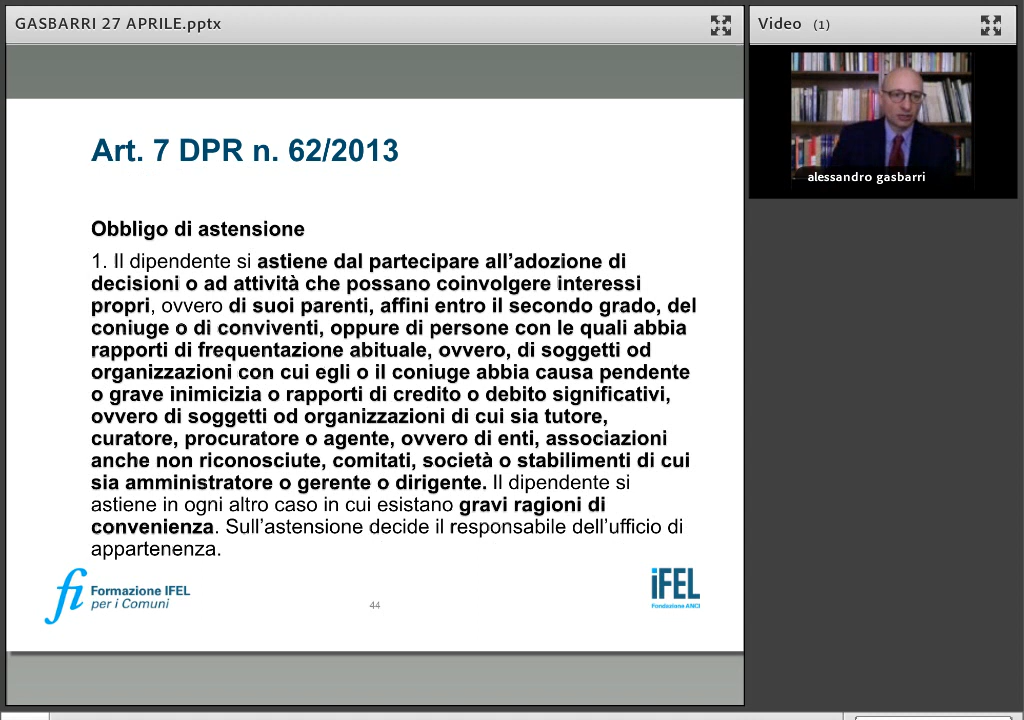 GASBARRI 27 APRILE.pptx
Video (1)
alessandro gasbarri
Art. 7 DPR n. 62/2013
Obbligo di astensione
1. Il dipendente si astiene dal partecipare all’adozione di
decisioni o ad attività che possano coinvolgere interessi
propri, ovvero di suoi parenti, affini entro il secondo grado, del
coniuge o di conviventi, oppure di persone con le quali abbia
rapporti di frequentazione abituale, ovvero, di soggetti od
organizzazioni con cui egli o il coniuge abbia causa pendente
o grave inimicizia o rapporti di credito o debito significativi,
ovvero di soggetti od organizzazioni di cui sia tutore,
curatore, procuratore o agente, ovvero di enti, associazioni
anche non riconosciute, comitati, società o stabilimenti di cui
sia amministratore o gerente o dirigente. Il dipendente si
astiene in ogni altro caso in cui esistano gravi ragioni di
convenienza. Sull’astensione decide il responsabile dell’ufficio di
appartenenza.
fi Formazione IFEL
per i Comuni
44
iFEL
Fondazione ANCI